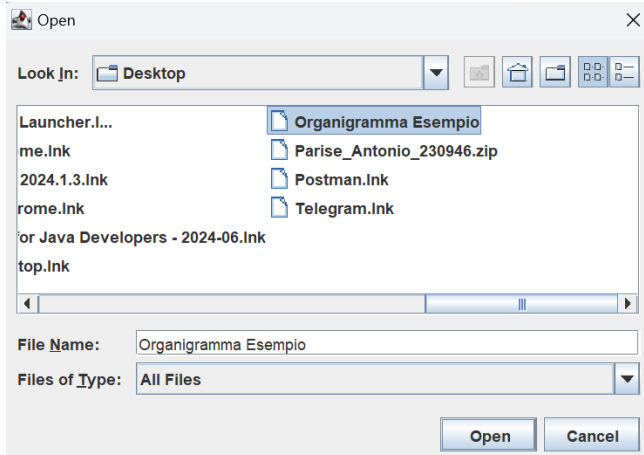 Open
Look In: Desktop
Launcher.l...
me.lnk
2024.1.3.lnk
rome.lnk
for Java Developers - 2024-06.lnk
top.lnk
Organigramma Esempio
Parise_Antonio_230946.zip
Postman.lnk
Telegram.lnk
File Name: Organigramma Esempio
Files of Type: All Files
Open Cancel